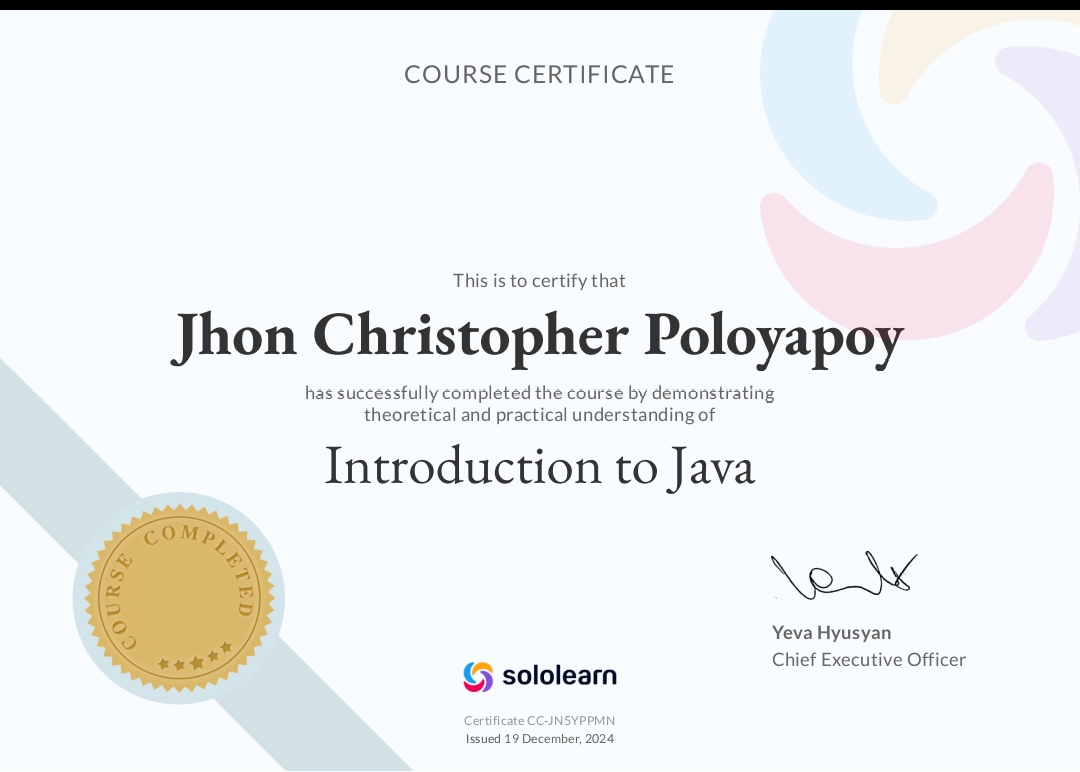 COURSE CERTIFICATE
This is to certify that
Jhon Christopher Poloyapoy
has successfully completed the course by demonstrating
theoretical and practical understanding of
Introduction to Java
COURSE COMPLETED
Yeva Hyusyan
Chief Executive Officer
sololearn
Certificate CC-JN5YPPMN
Issued 19 December, 2024